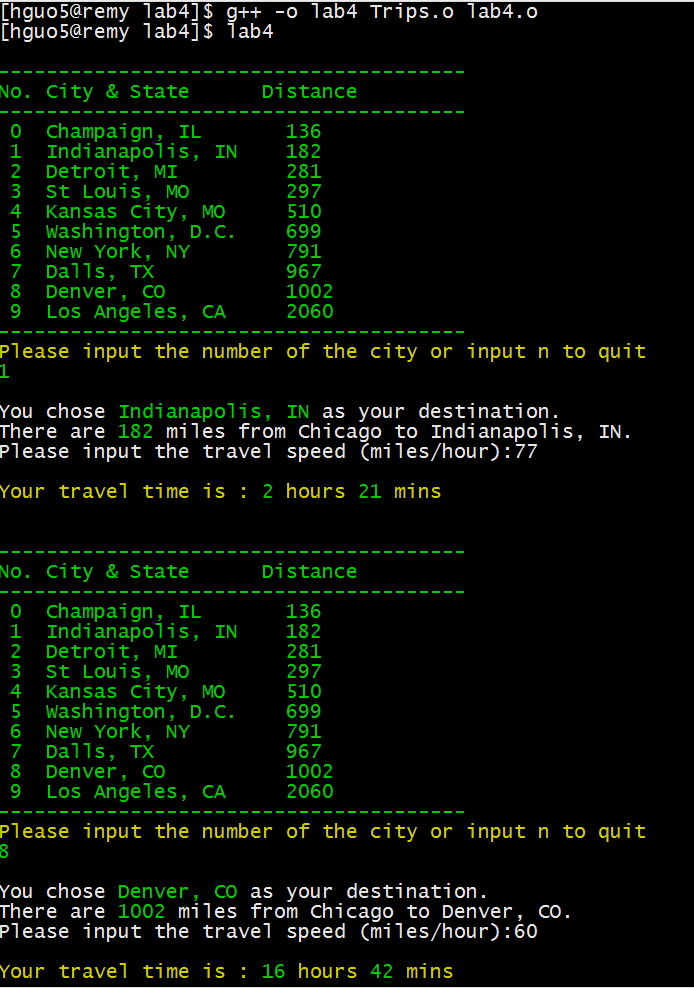 [hguo5@remy lab4]$ g++ -o lab4 Trips.o lab4.o
[hguo5@remy lab4]$ lab4
---------------------------------------
No. City & State      Distance
---------------------------------------
 0  Champaign, IL       136
 1  Indianapolis, IN    182
 2  Detroit, MI         281
 3  St Louis, MO        297
 4  Kansas City, MO     510
 5  Washington, D.C.    699
 6  New York, NY        791
 7  Dalls, TX           967
 8  Denver, CO          1002
 9  Los Angeles, CA     2060
---------------------------------------
Please input the number of the city or input n to quit
1
You chose Indianapolis, IN as your destination.
There are 182 miles from Chicago to Indianapolis, IN.
Please input the travel speed (miles/hour):77
Your travel time is : 2 hours 21 mins
---------------------------------------
No. City & State      Distance
---------------------------------------
 0  Champaign, IL       136
 1  Indianapolis, IN    182
 2  Detroit, MI         281
 3  St Louis, MO        297
 4  Kansas City, MO     510
 5  Washington, D.C.    699
 6  New York, NY        791
 7  Dalls, TX           967
 8  Denver, CO          1002
 9  Los Angeles, CA     2060
---------------------------------------
Please input the number of the city or input n to quit
8
You chose Denver, CO as your destination.
There are 1002 miles from Chicago to Denver, CO.
Please input the travel speed (miles/hour):60
Your travel time is : 16 hours 42 mins